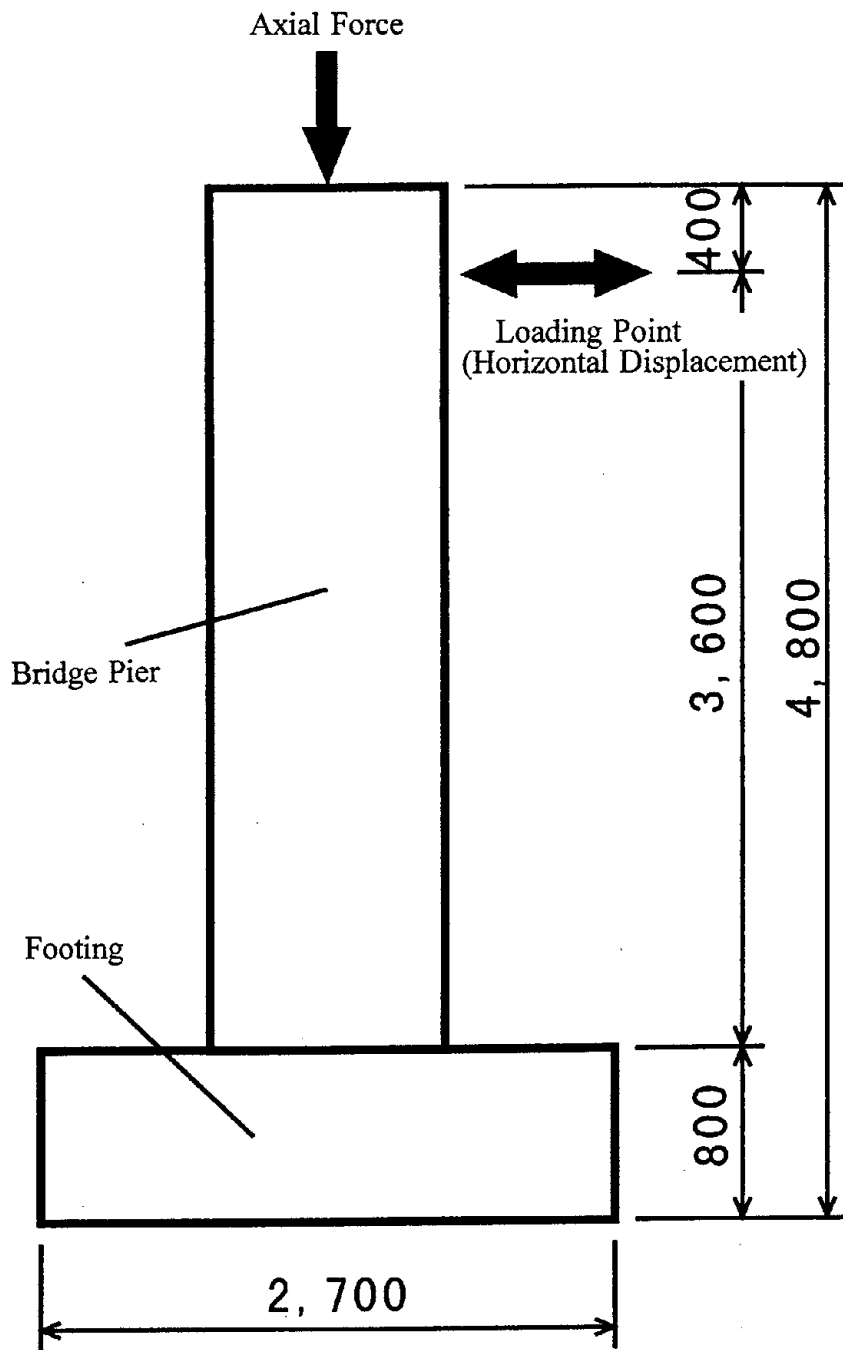 Axial Force
400
Loading Point
(Horizontal Displacement)
3, 600
4, 800
Bridge Pier
Footing
800
2, 700